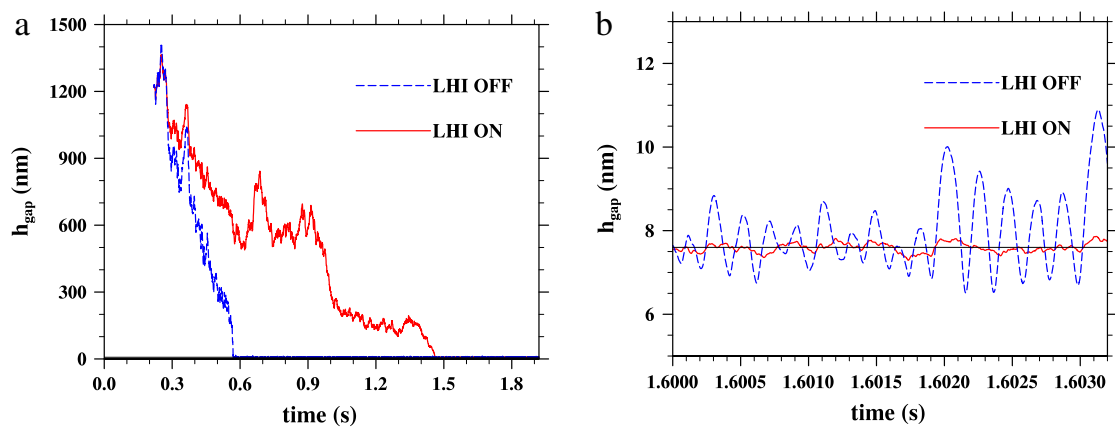 a
1500
1200
900
600
300
0
h_gap (nm)
LHI OFF
LHI ON
0.0 0.3 0.6 0.9 1.2 1.5 1.8
time (s)
b
12
10
8
6
h_gap (nm)
LHI OFF
LHI ON
1.6000 1.6005 1.6010 1.6015 1.6020 1.6025 1.6030
time (s)